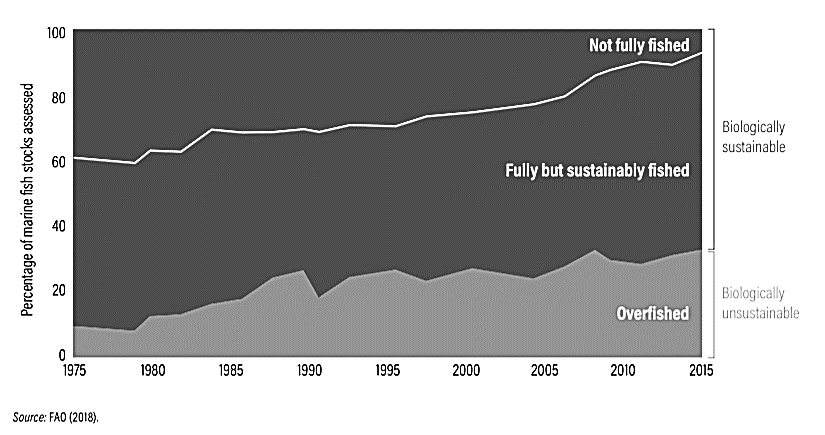 Percentage of marine fish stocks assessed
100
80
60
40
20
0
Not fully fished
Fully but sustainably fished
Overfished
Biologically
sustainable
Biologically
unsustainable
1975 1980 1985 1990 1995 2000 2005 2010 2015
Source: FAO (2018).